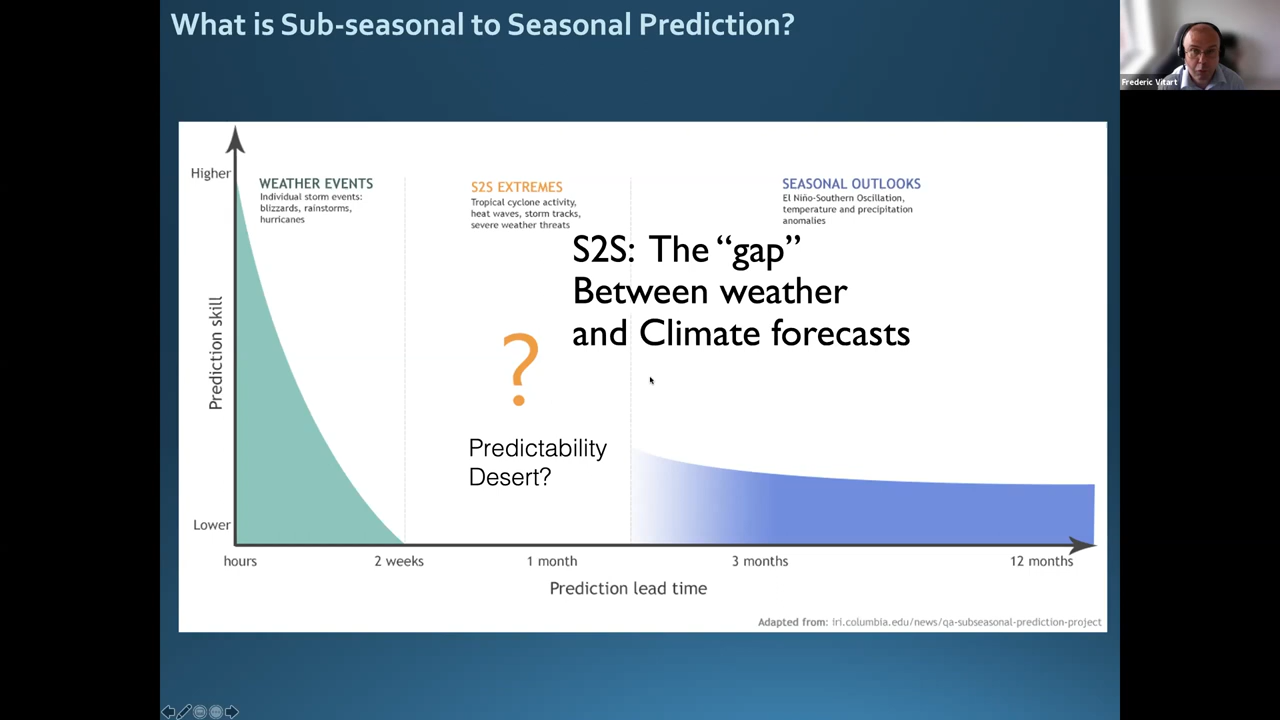 What is Sub-seasonal to Seasonal Prediction?
Frederic Vitart
Higher
WEATHER EVENTS
Individual storm events:
blizzards, rainstorms,
hurricanes
S2S EXTREMES
Tropical cyclone activity,
heat waves, storm tracks,
severe weather threats
SEASONAL OUTLOOKS
El Niño-Southern Oscillation,
temperature and precipitation
anomalies
S2S: The “gap”
Between weather
and Climate forecasts
Prediction skill
?
Predictability
Desert?
Lower
hours
2 weeks
1 month
3 months
12 months
Prediction lead time
Adapted from: iri.columbia.edu/news/qa-subseasonal-prediction-project